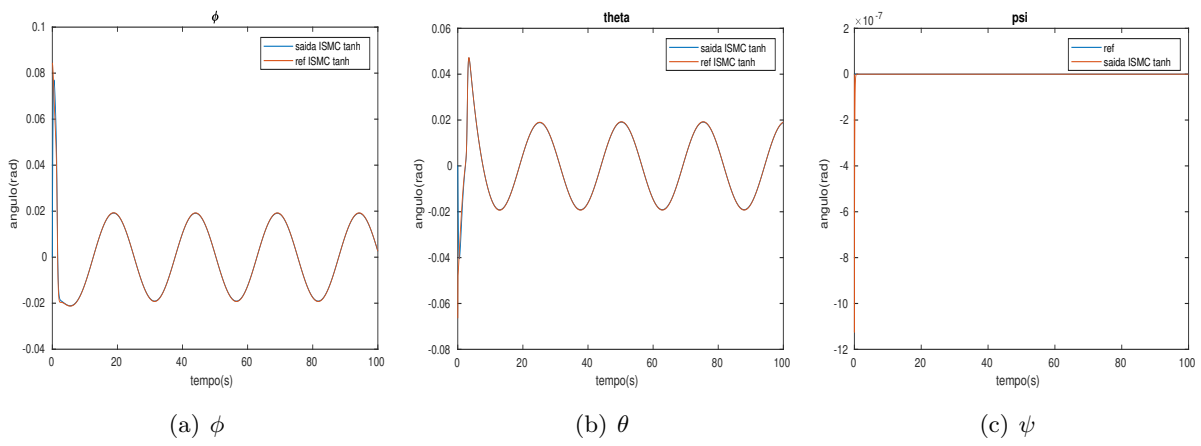 ϕ
saida ISMC tanh
ref ISMC tanh
angulo(rad)
0.1
0.08
0.06
0.04
0.02
0
-0.02
-0.04
0 20 40 60 80 100
tempo(s)
(a) ϕ
theta
saida ISMC tanh
ref ISMC tanh
angulo(rad)
0.06
0.04
0.02
0
-0.02
-0.04
-0.06
-0.08
0 20 40 60 80 100
tempo(s)
(b) θ
psi
×10⁻⁷
ref
saida ISMC tanh
angulo(rad)
2
0
-2
-4
-6
-8
-10
-12
0 20 40 60 80 100
tempo(s)
(c) ψ